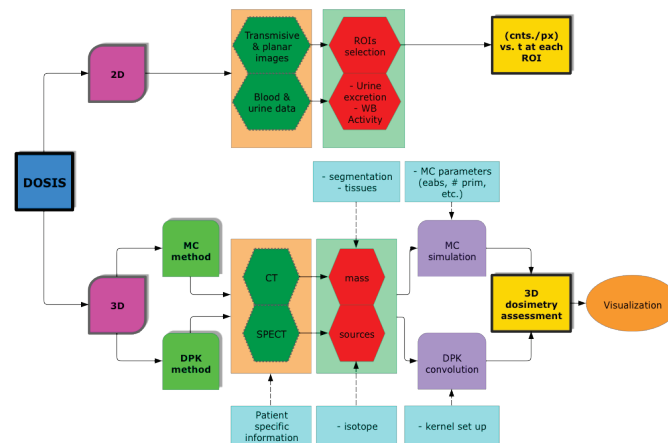 Transmisive
& planar
images
ROIs
selection
(cnts./px)
vs. t at each
ROI
2D
Blood &
urine data
- Urine
excretion
- WB
Activity
DOSIS
- segmentation
- tissues
- MC parameters
(eabs, # prim,
etc.)
MC
method
CT
mass
MC
simulation
3D
3D
dosimetry
assessment
Visualization
DPK
method
SPECT
sources
DPK
convolution
Patient
specific
information
- isotope
- kernel set up